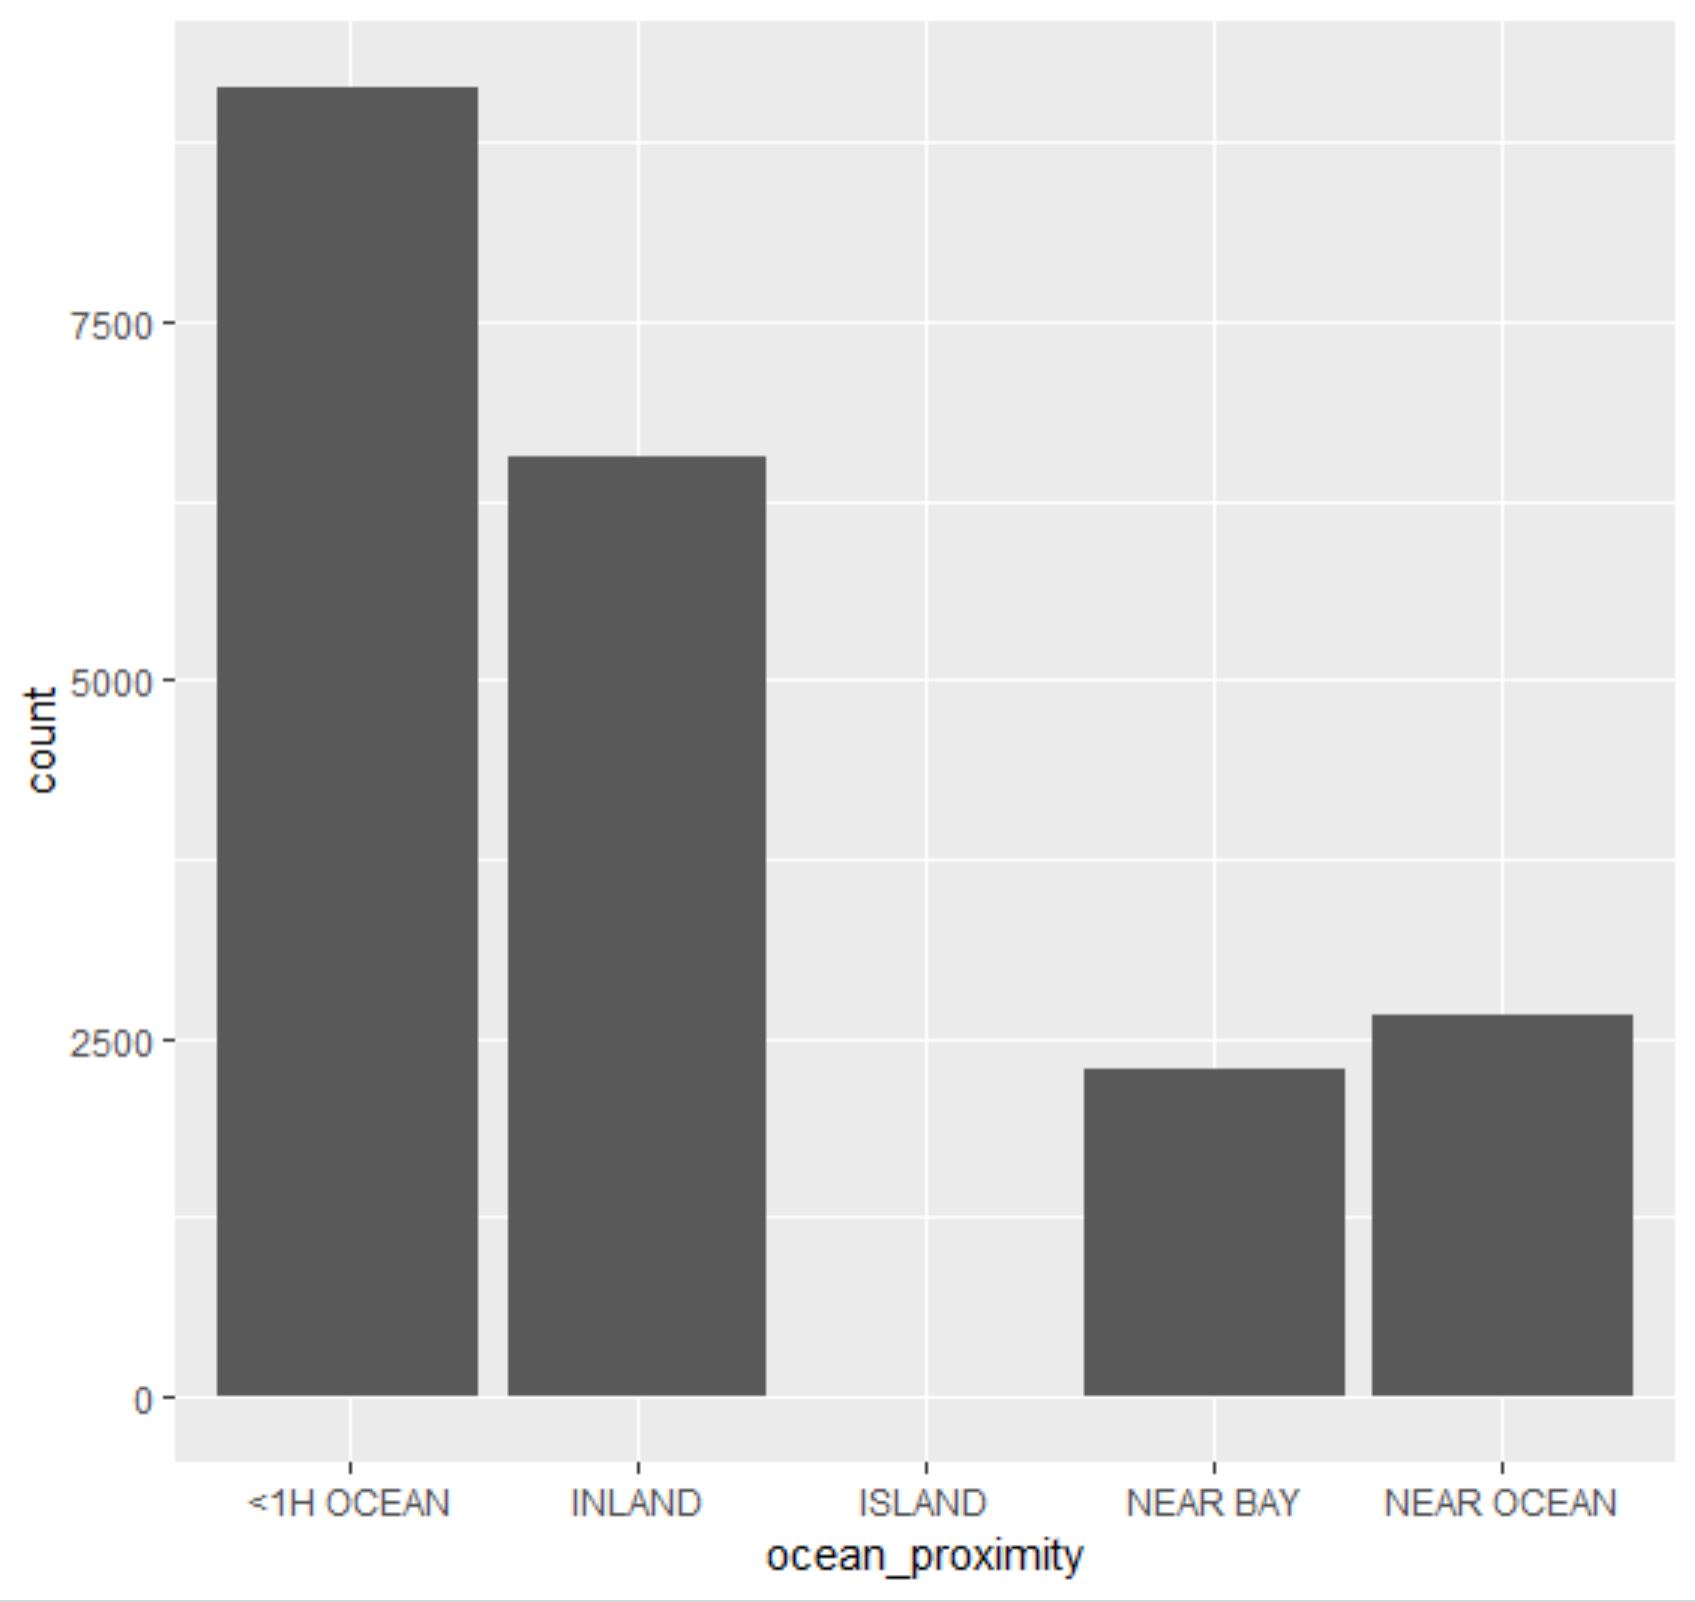 count
7500
5000
2500
0
<1H OCEAN INLAND ISLAND NEAR BAY NEAR OCEAN
ocean_proximity